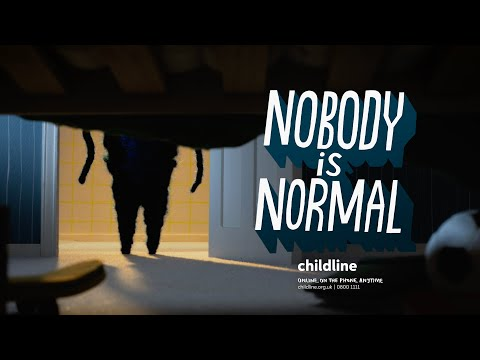 NOBODY
is
NORMAL
childline
ONLINE, ON THE PHONE, ANYTIME
childline.org.uk | 0800 1111